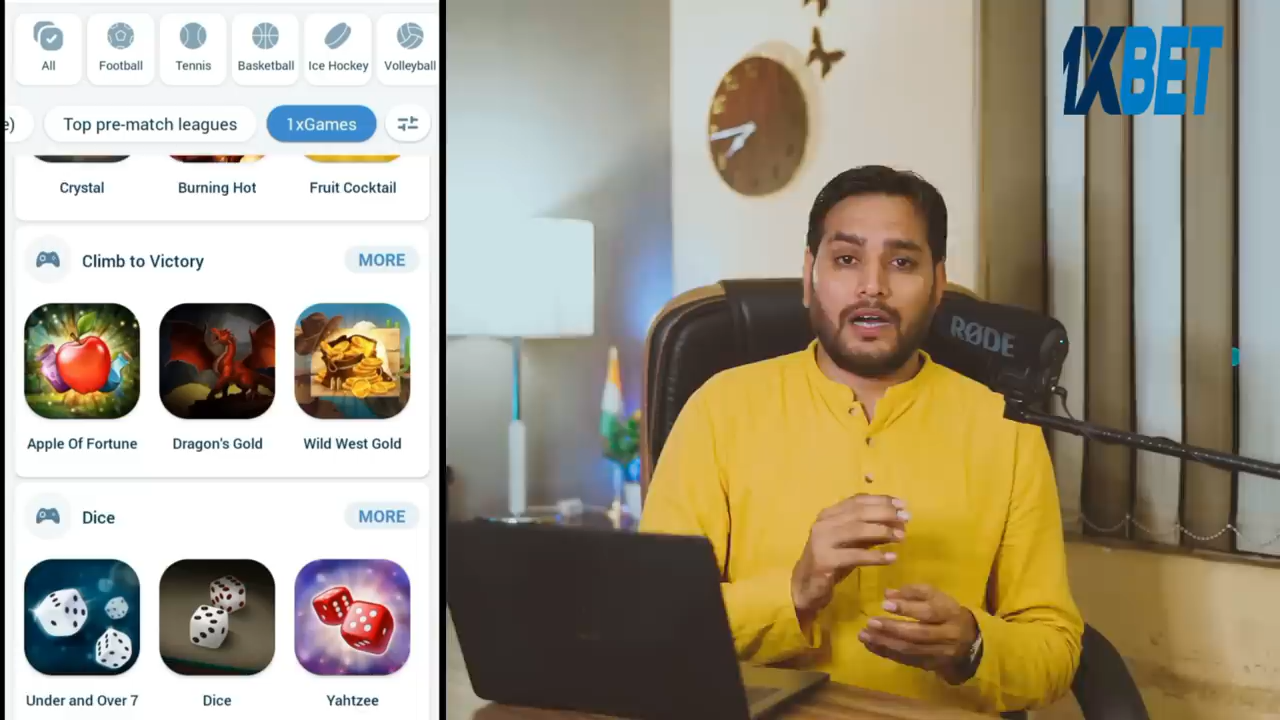 All
Football
Tennis
Basketball
Ice Hockey
Volleyball
e)
Top pre-match leagues
1xGames
Crystal
Burning Hot
Fruit Cocktail
Climb to Victory
MORE
Apple Of Fortune
Dragon's Gold
Wild West Gold
Dice
MORE
Under and Over 7
Dice
Yahtzee
1XBET
RØDE